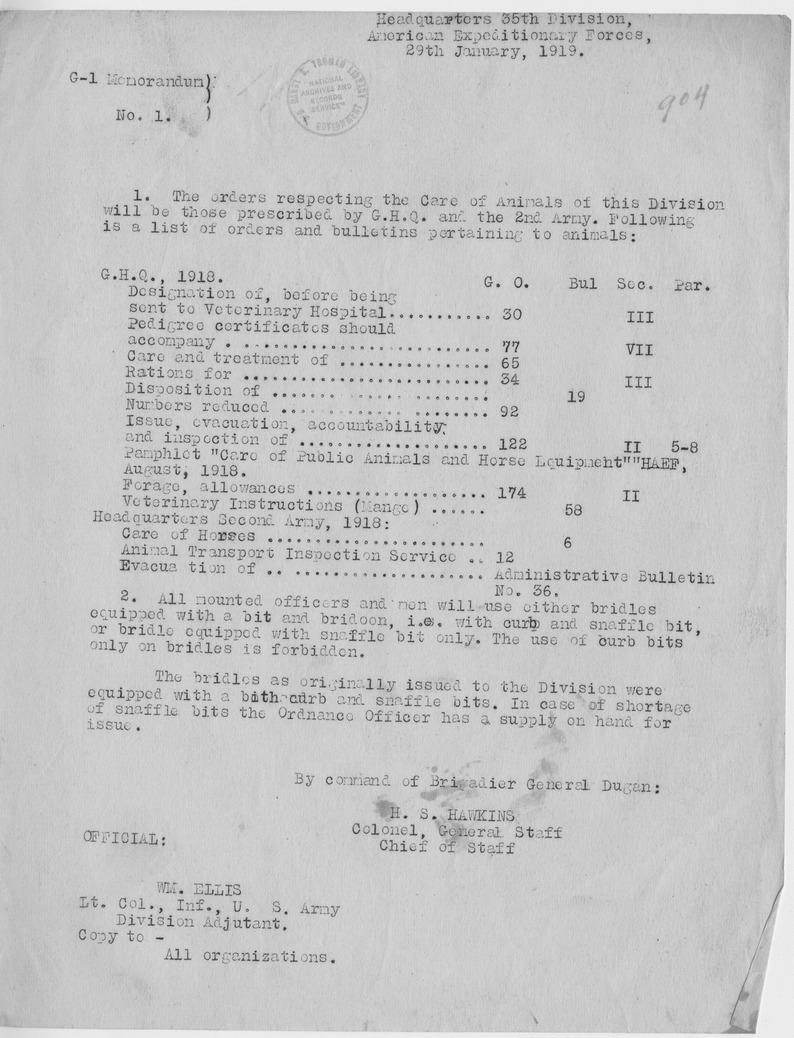 Headquarters 35th Division,
American Expeditionary Forces,
29th January, 1919.
G-1 Memorandum):
)
No. 1. )
HARRY S. TRUMAN LIBRARY
NATIONAL
ARCHIVES AND
RECORDS
SERVICE
U.S. GOVERNMENT
904
1. The orders respecting the Care of Animals of this Division
will be those prescribed by G.H.Q. and the 2nd Army. Following
is a list of orders and bulletins pertaining to animals:
G.H.Q., 1918. G. O. Bul Sec. Par.
Designation of, before being
sent to Veterinary Hospital........... 30 III
Pedigree certificates should
accompany . .......................... 77 VII
Care and treatment of ................ 65
Rations for .......................... 34 III
Disposition of ....................... 19
Numbers reduced ...................... 92
Issue, evacuation, accountability,
and inspection of .................... 122 II 5-8
Pamphlet "Care of Public Animals and Horse Equipment""HAEF,
August, 1918.
Forage, allowances ................... 174 II
Veterinary Instructions (Mange) ...... 58
Headquarters Second Army, 1918:
Care of Horses ....................... 6
Animal Transport Inspection Service .. 12
Evacua tion of .. .................... Administrative Bulletin
No. 36.
2. All mounted officers and men will use either bridles
equipped with a bit and bridoon, i.e. with curb and snaffle bit,
or bridle equipped with snaffle bit only. The use of curb bits
only on bridles is forbidden.
The bridles as originally issued to the Division were
equipped with a both curb and snaffle bits. In case of shortage
of snaffle bits the Ordnance Officer has a supply on hand for
issue.
By command of Brigadier General Dugan:
H. S. HAWKINS
Colonel, General Staff
Chief of Staff
OFFICIAL:
WM. ELLIS
Lt. Col., Inf., U. S. Army
Division Adjutant.
Copy to -
All organizations.